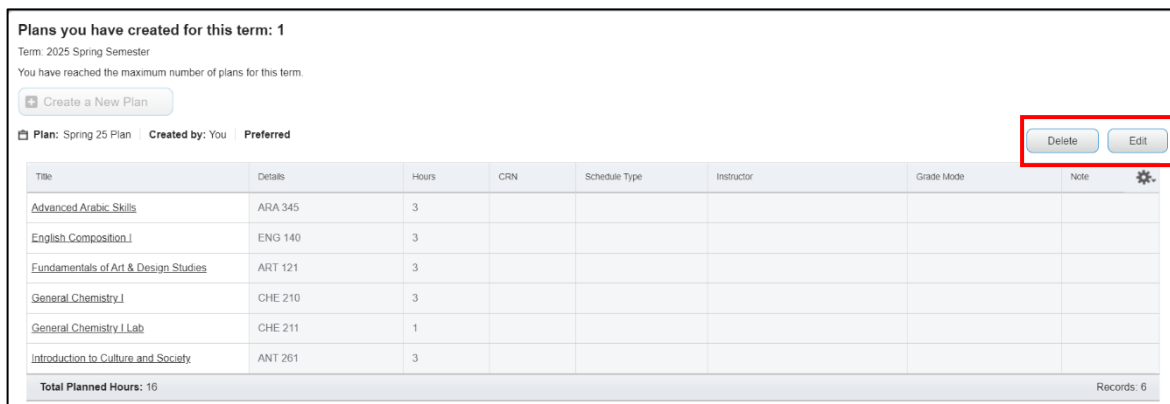 Plans you have created for this term: 1
Term: 2025 Spring Semester
You have reached the maximum number of plans for this term.
Create a New Plan
Plan: Spring 25 Plan Created by: You Preferred Delete Edit
Title Details Hours CRN Schedule Type Instructor Grade Mode Note
Advanced Arabic Skills ARA 345 3
English Composition I ENG 140 3
Fundamentals of Art & Design Studies ART 121 3
General Chemistry I CHE 210 3
General Chemistry I Lab CHE 211 1
Introduction to Culture and Society ANT 261 3
Total Planned Hours: 16 Records: 6